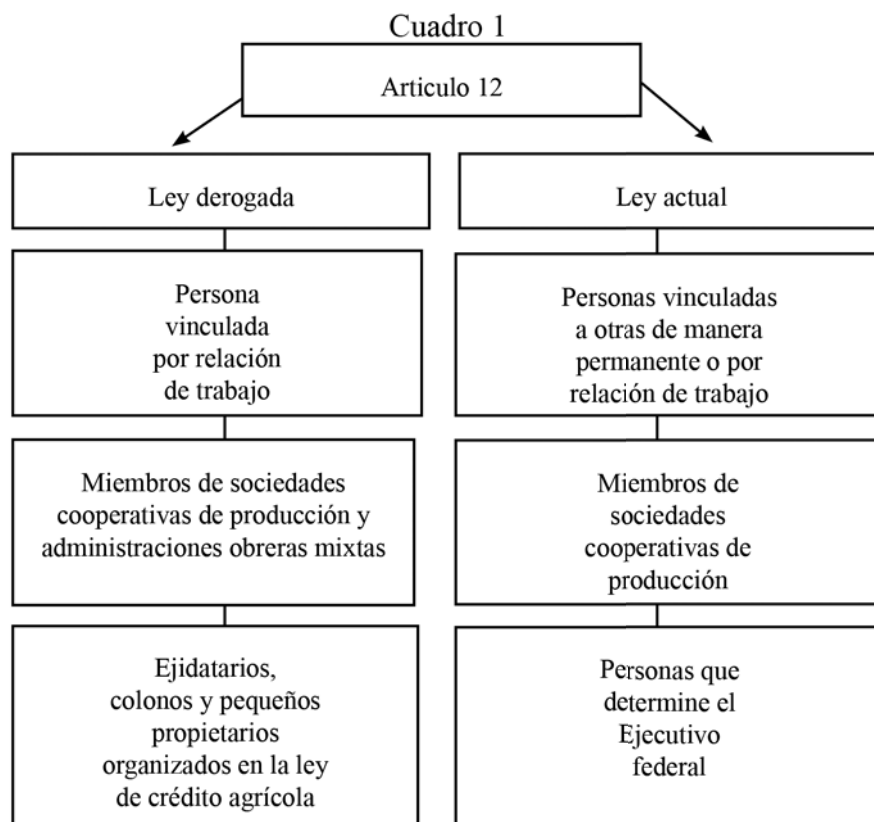 Cuadro 1
Articulo 12
Ley derogada
Persona
vinculada
por relación
de trabajo
Miembros de sociedades
cooperativas de producción y
administraciones obreras mixtas
Ejidatarios,
colonos y pequeños
propietarios
organizados en la ley
de crédito agrícola
Ley actual
Personas vinculadas
a otras de manera
permanente o por
relación de trabajo
Miembros de
sociedades
cooperativas de
producción
Personas que
determine el
Ejecutivo
federal